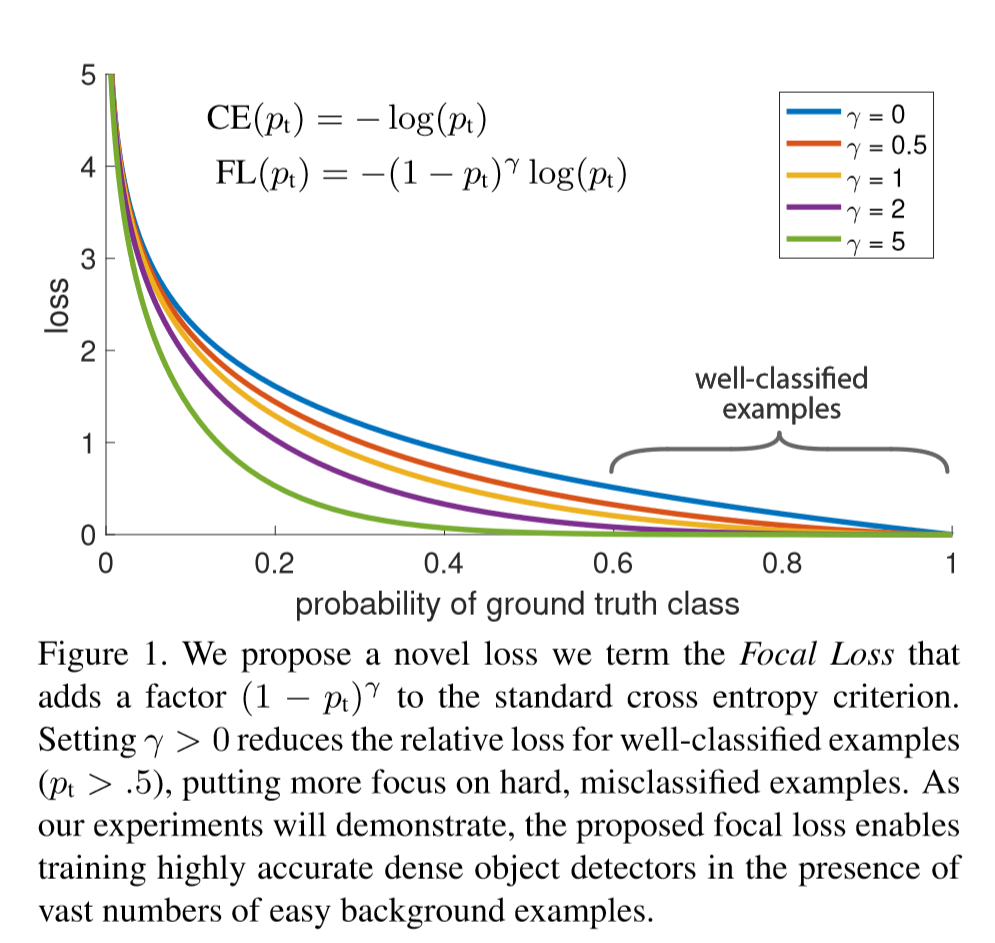 5
CE(pt) = − log(pt)
FL(pt) = −(1 − pt)^γ log(pt)
γ = 0
γ = 0.5
γ = 1
γ = 2
γ = 5
4
3
loss
2
well-classified
examples
1
0
0 0.2 0.4 0.6 0.8 1
probability of ground truth class
Figure 1. We propose a novel loss we term the Focal Loss that
adds a factor (1 − pt)^γ to the standard cross entropy criterion.
Setting γ > 0 reduces the relative loss for well-classified examples
(pt > .5), putting more focus on hard, misclassified examples. As
our experiments will demonstrate, the proposed focal loss enables
training highly accurate dense object detectors in the presence of
vast numbers of easy background examples.